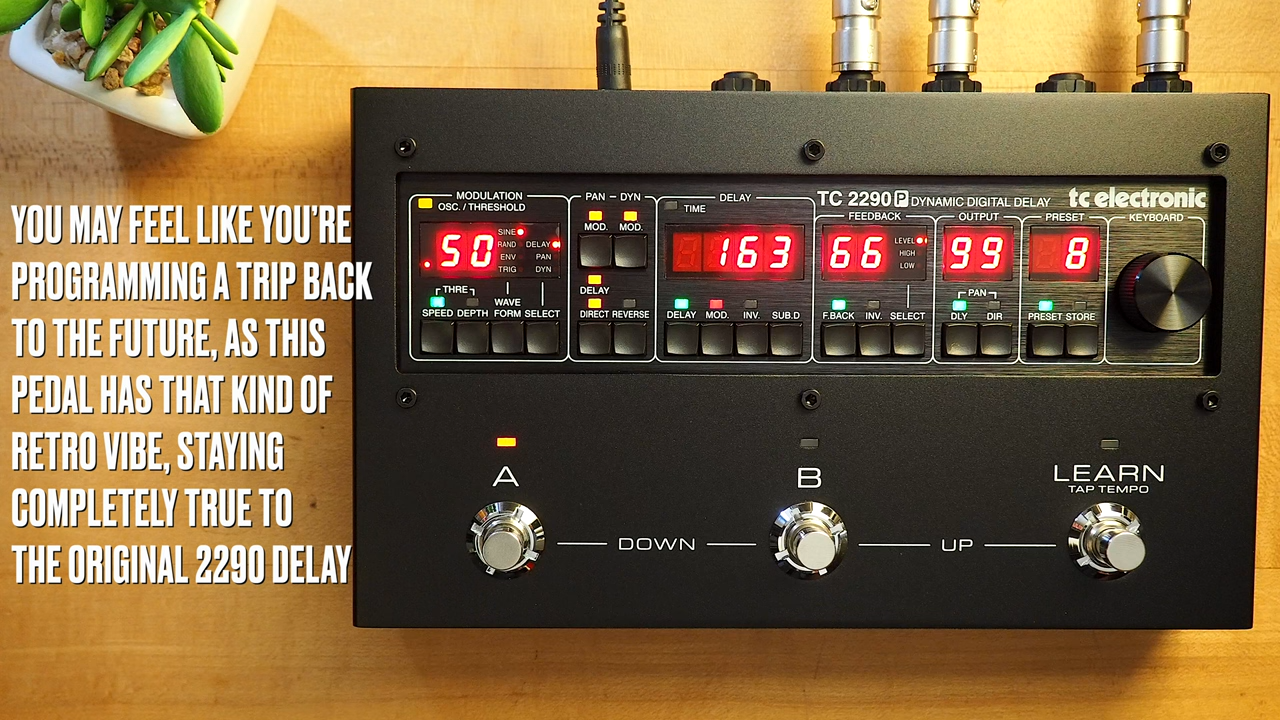 YOU MAY FEEL LIKE YOU'RE
PROGRAMMING A TRIP BACK
TO THE FUTURE, AS THIS
PEDAL HAS THAT KIND OF
RETRO VIBE, STAYING
COMPLETELY TRUE TO
THE ORIGINAL 2290 DELAY
TC 2290 P DYNAMIC DIGITAL DELAY
tc electronic
MODULATION
OSC. / THRESHOLD
.50
SINE
RAND
ENV
TRIG
DELAY
PAN
DYN
THRE
SPEED DEPTH WAVE FORM SELECT
PAN - DYN
MOD. MOD.
DELAY
DIRECT REVERSE
DELAY
TIME
163
DELAY MOD. INV. SUB.D
FEEDBACK
66
LEVEL
HIGH
LOW
F.BACK INV. SELECT
OUTPUT
99
PAN
DLY DIR
PRESET
8
PRESET STORE
KEYBOARD
A
B
LEARN
TAP TEMPO
DOWN
UP